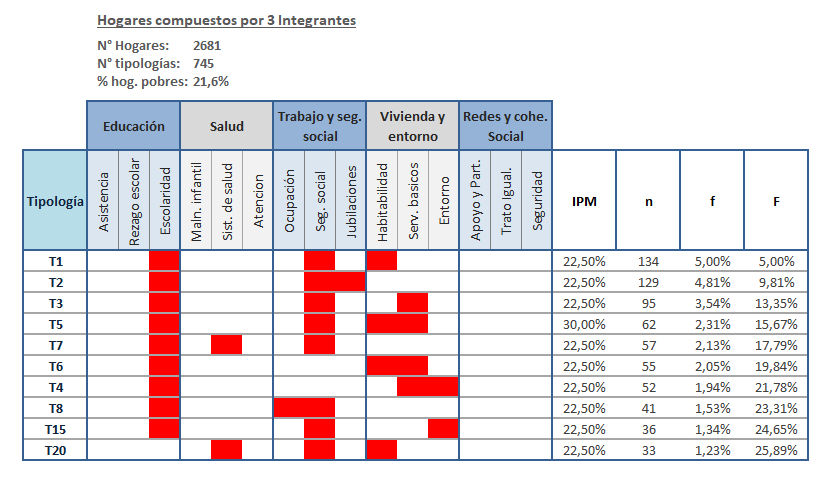 Hogares compuestos por 3 Integrantes
N° Hogares: 2681
N° tipologías: 745
% hog. pobres: 21,6%
Educación Salud Trabajo y seg. social Vivienda y entorno Redes y cohe. Social
Tipología Asistencia Rezago escolar Escolaridad Maln. infantil Sist. de salud Atencion Ocupación Seg. social Jubilaciones Habitabilidad Serv. basicos Entorno Apoyo y Part. Trato Igual. Seguridad IPM n f F
T1 22,50% 134 5,00% 5,00%
T2 22,50% 129 4,81% 9,81%
T3 22,50% 95 3,54% 13,35%
T5 30,00% 62 2,31% 15,67%
T7 22,50% 57 2,13% 17,79%
T6 22,50% 55 2,05% 19,84%
T4 22,50% 52 1,94% 21,78%
T8 22,50% 41 1,53% 23,31%
T15 22,50% 36 1,34% 24,65%
T20 22,50% 33 1,23% 25,89%